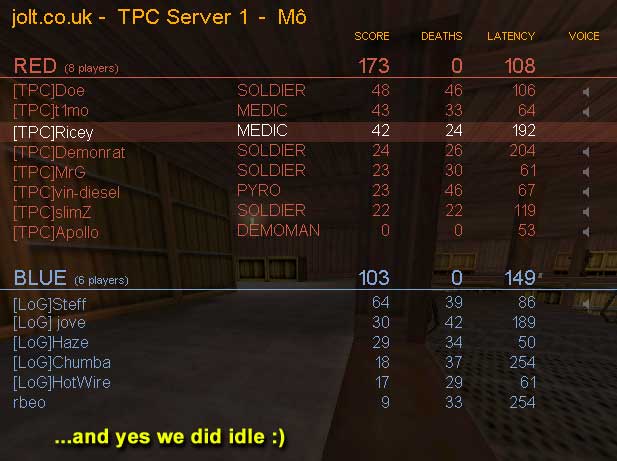 jolt.co.uk - TPC Server 1 - Mô
SCORE DEATHS LATENCY VOICE
RED (8 players) 173 0 108
[TPC]Doe SOLDIER 48 46 106
[TPC]t1mo MEDIC 43 33 64
[TPC]Ricey MEDIC 42 24 192
[TPC]Demonrat SOLDIER 24 26 204
[TPC]MrG SOLDIER 23 30 61
[TPC]vin-diesel PYRO 23 46 67
[TPC]slimZ SOLDIER 22 22 119
[TPC]Apollo DEMOMAN 0 0 53
BLUE (6 players) 103 0 149
[LoG]Steff 64 39 86
[LoG] jove 30 42 189
[LoG]Haze 29 34 50
[LoG]Chumba 18 37 254
[LoG]HotWire 17 29 61
rbeo 9 33 254
...and yes we did idle :)